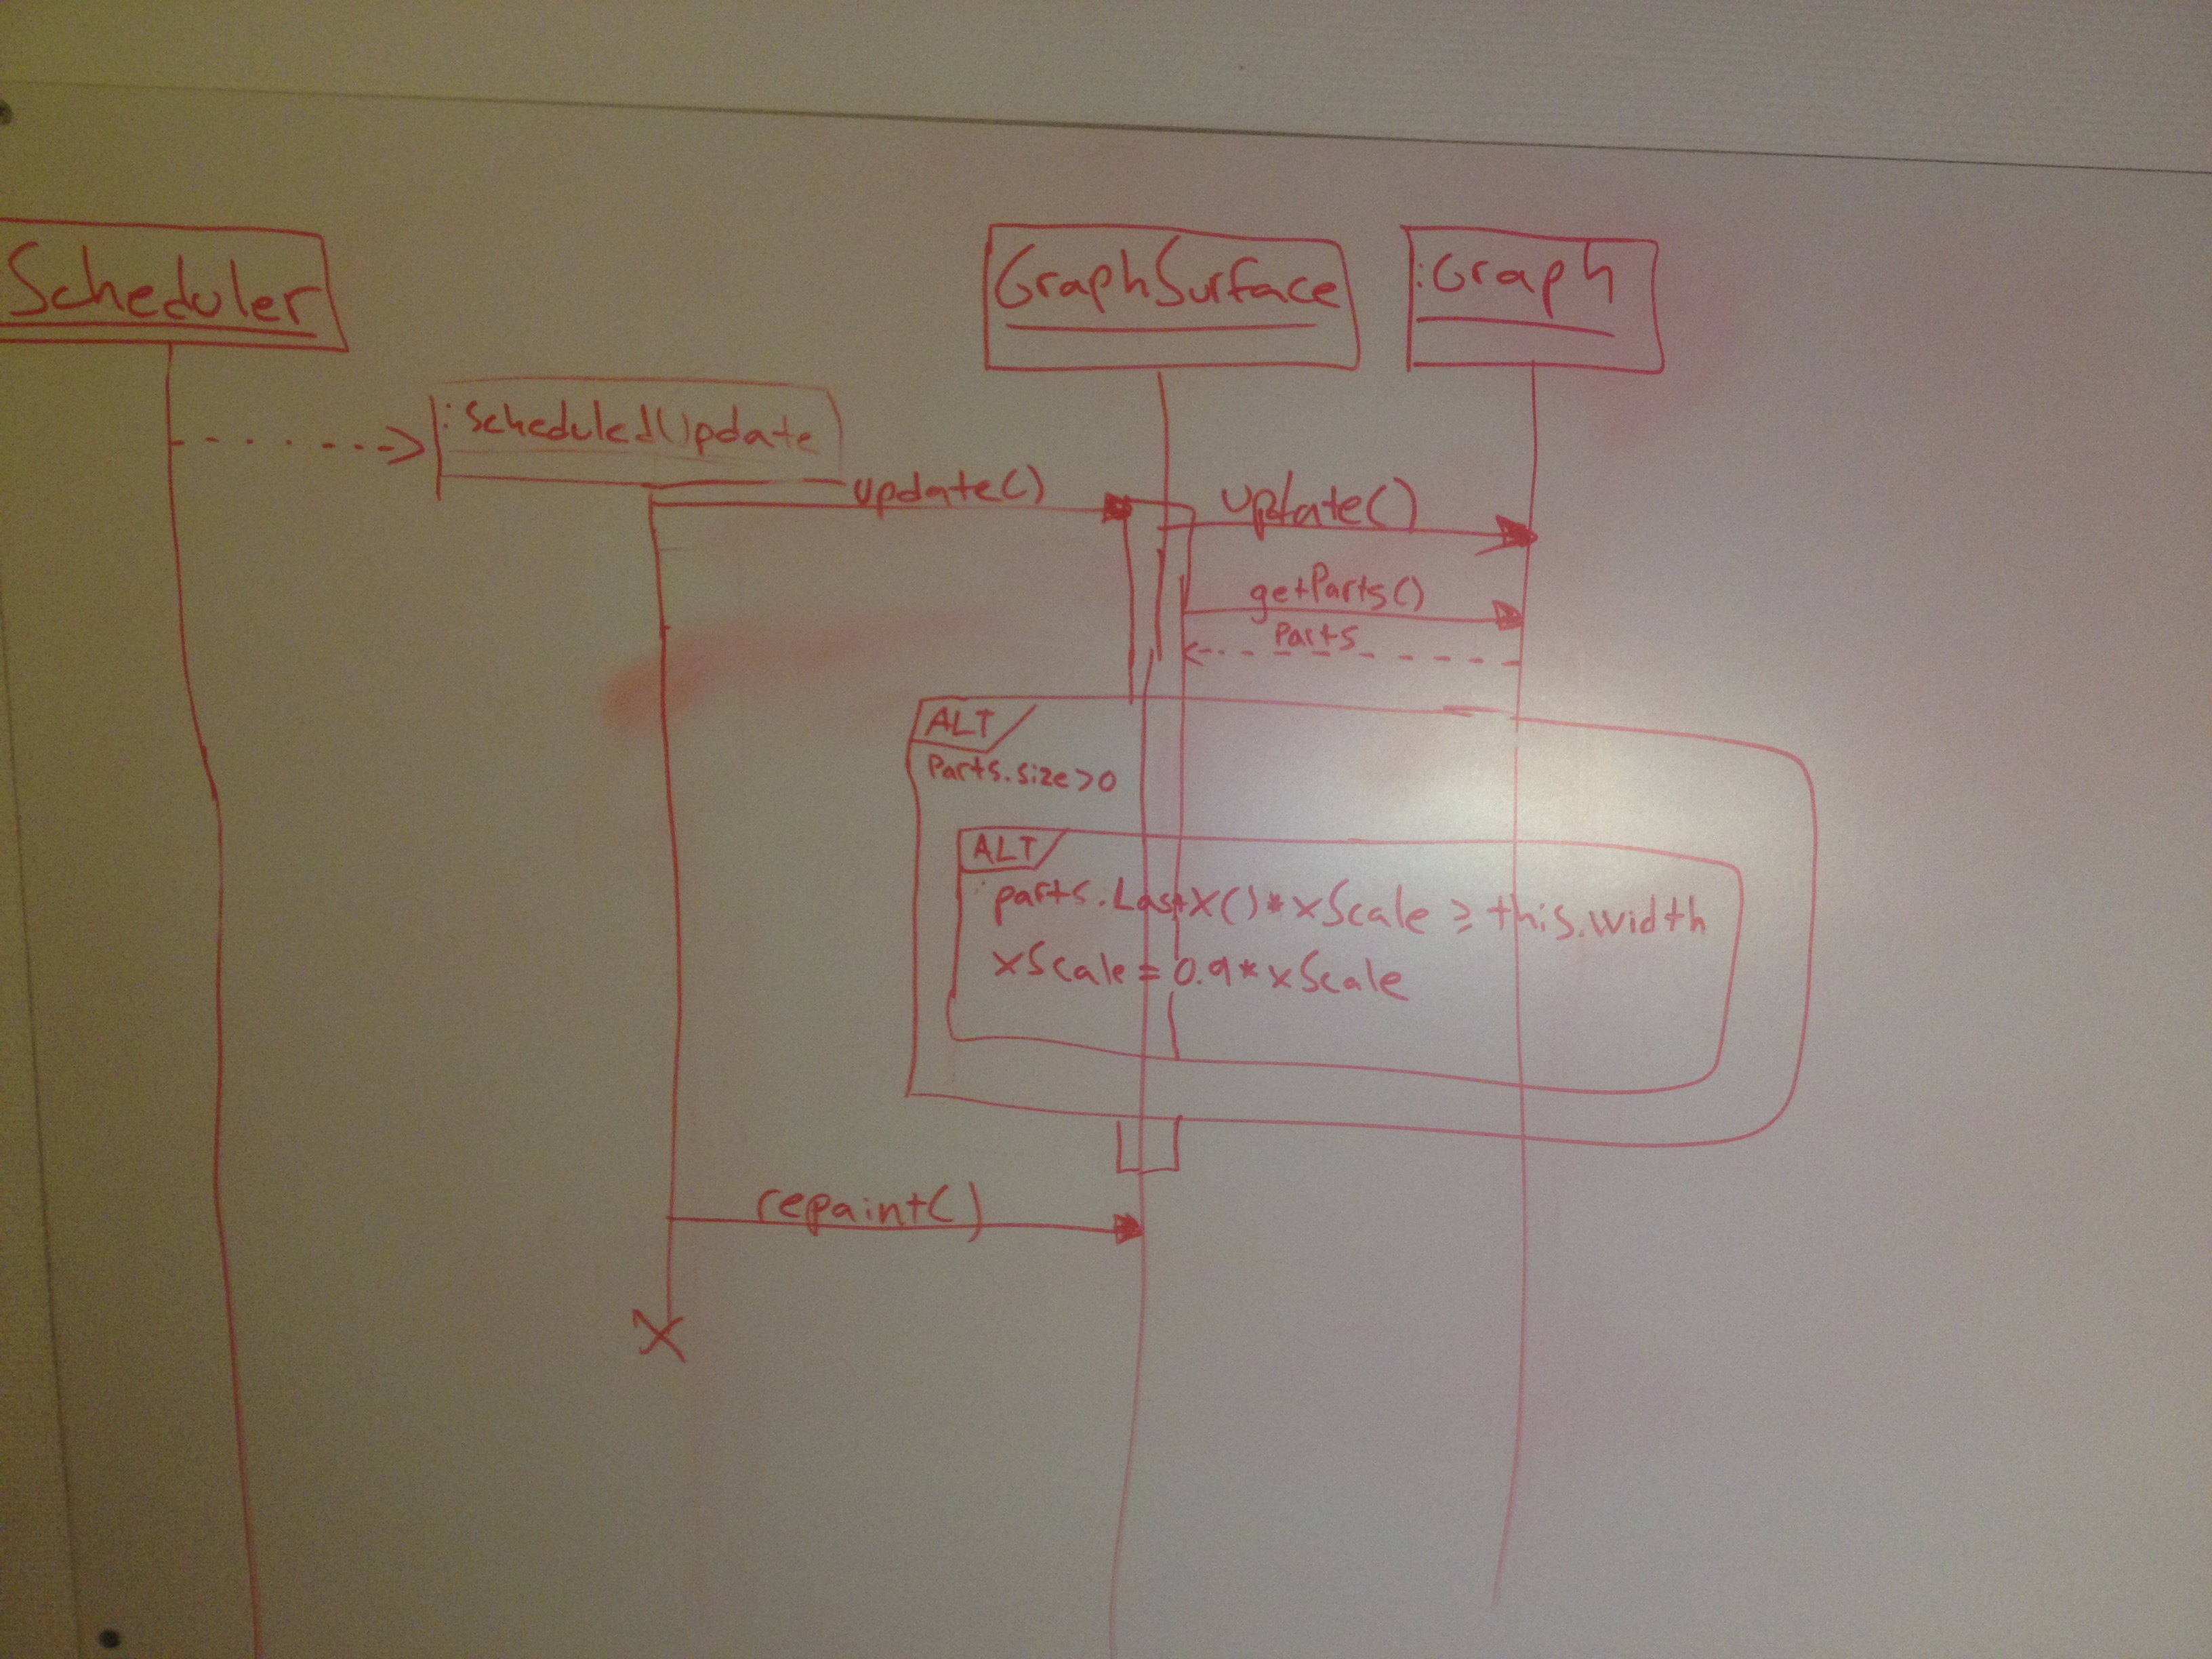 Scheduler
GraphSurface
:Graph
:ScheduledUpdate
update()
update()
getParts()
Parts
ALT
Parts.size>0
ALT
parts.LastX()*xScale ≥ this.width
xScale = 0.9*xScale
repaint()